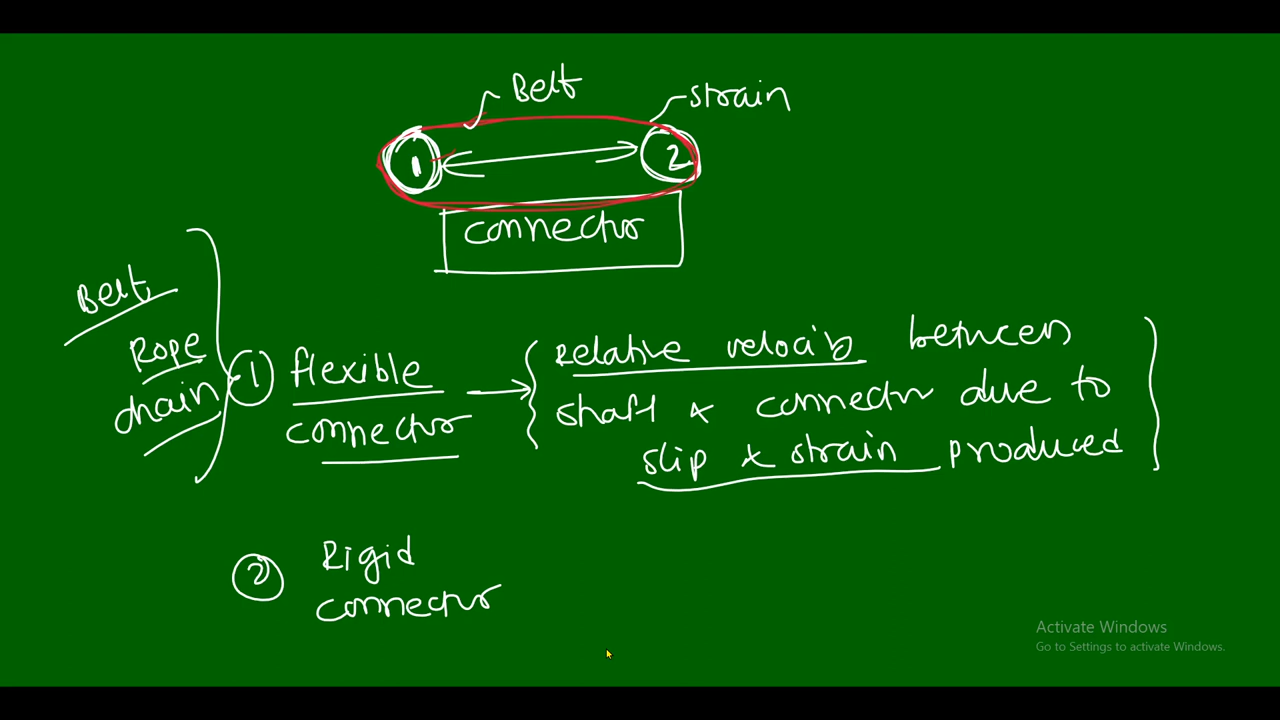 Belt
strain
1
2
connector
Belt,
Rope
chain
1 flexible
connector
relative velocity between
shaft & connector due to
slip & strain produced
2 Rigid
connector
Activate Windows
Go to Settings to activate Windows.